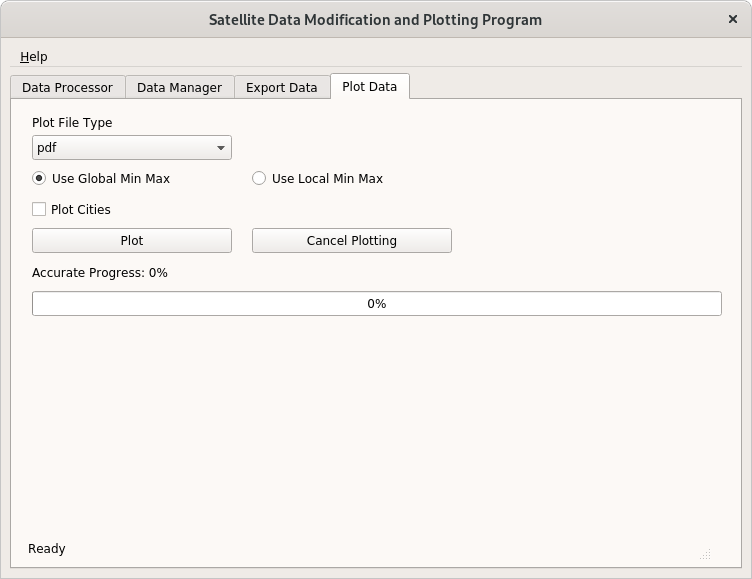 Satellite Data Modification and Plotting Program ×
Help
Data Processor Data Manager Export Data Plot Data
Plot File Type
pdf
Use Global Min Max Use Local Min Max
Plot Cities
Plot Cancel Plotting
Accurate Progress: 0%
0%
Ready